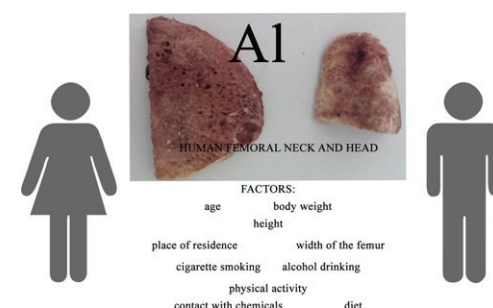 Al
HUMAN FEMORAL NECK AND HEAD
FACTORS:
age body weight
height
place of residence width of the femur
cigarette smoking alcohol drinking
physical activity
contact with chemicals diet